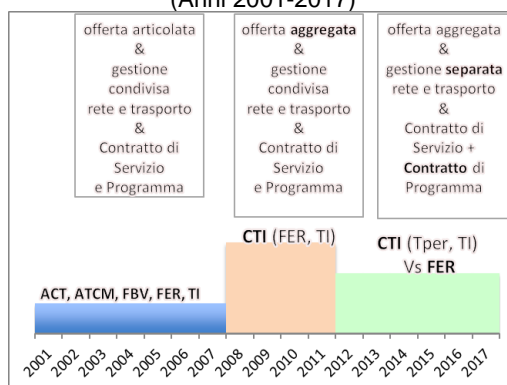 (Anni 2001-2017)
offerta articolata
&
gestione
condivisa
rete e trasporto
&
Contratto di
Servizio
e Programma
offerta aggregata
&
gestione
condivisa
rete e trasporto
&
Contratto di
Servizio
e Programma
offerta aggregata
&
gestione separata
rete e trasporto
&
Contratto di
Servizio +
Contratto di
Programma
ACT, ATCM, FBV, FER, TI
CTI (FER, TI)
CTI (Tper, TI)
Vs FER
2001
2002
2003
2004
2005
2006
2007
2008
2009
2010
2011
2012
2013
2014
2015
2016
2017